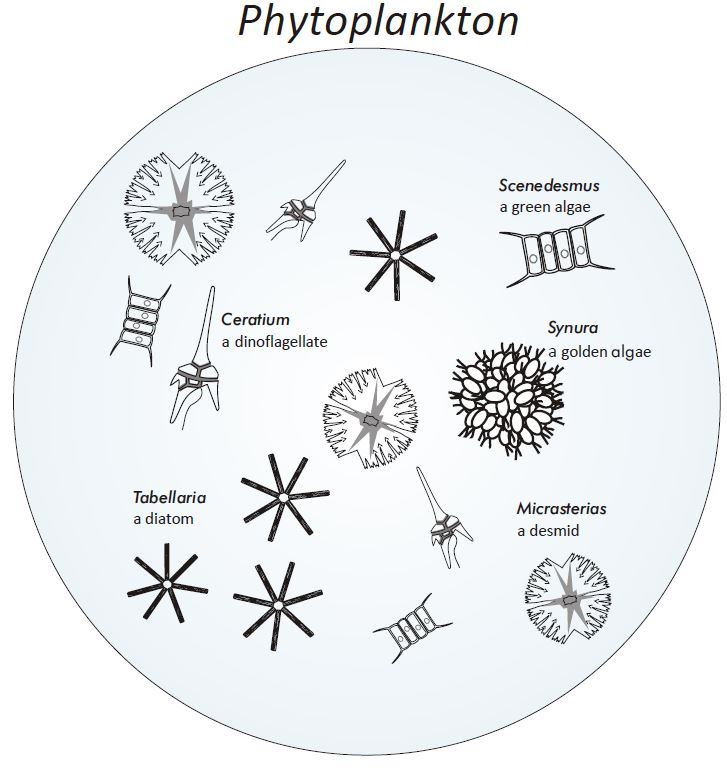 Phytoplankton
Scenedesmus
a green algae
Ceratium
a dinoflagellate
Synura
a golden algae
Tabellaria
a diatom
Micrasterias
a desmid